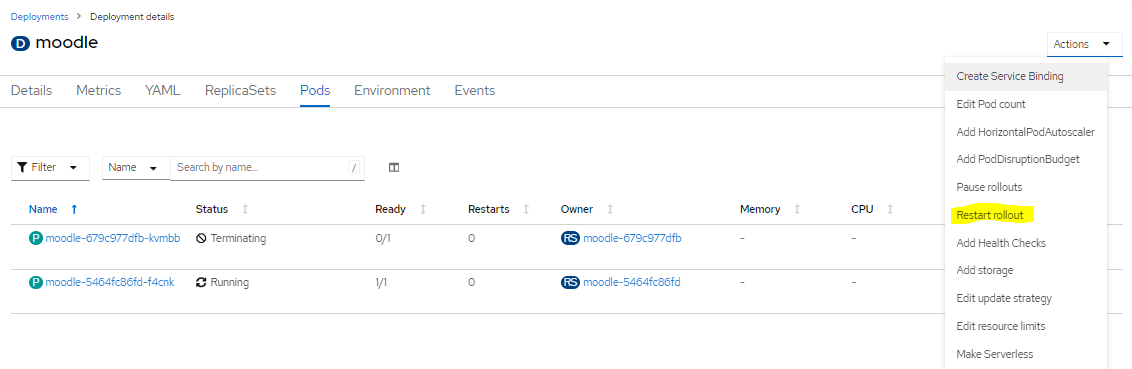 Deployments > Deployment details
D moodle
Actions
Create Service Binding
Edit Pod count
Add HorizontalPodAutoscaler
Add PodDisruptionBudget
Pause rollouts
Restart rollout
Add Health Checks
Add storage
Edit update strategy
Edit resource limits
Make Serverless
Details Metrics YAML ReplicaSets Pods Environment Events
Filter Name Search by name... /
Name Status Ready Restarts Owner Memory CPU
P moodle-679c977dfb-kvmbb Terminating 0/1 0 RS moodle-679c977dfb - -
P moodle-5464fc86fd-f4cnk Running 1/1 0 RS moodle-5464fc86fd - -